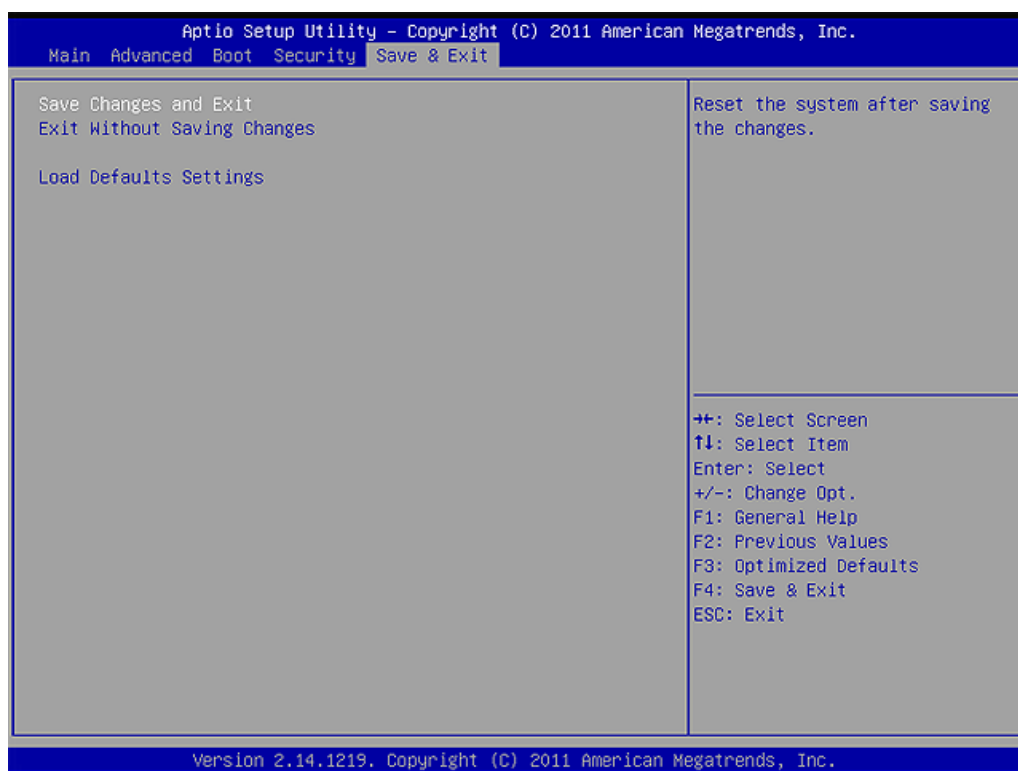 Aptio Setup Utility – Copyright (C) 2011 American Megatrends, Inc.
Main Advanced Boot Security Save & Exit
Save Changes and Exit
Exit Without Saving Changes
Load Defaults Settings
Reset the system after saving
the changes.
→←: Select Screen
↑↓: Select Item
Enter: Select
+/-: Change Opt.
F1: General Help
F2: Previous Values
F3: Optimized Defaults
F4: Save & Exit
ESC: Exit
Version 2.14.1219. Copyright (C) 2011 American Megatrends, Inc.